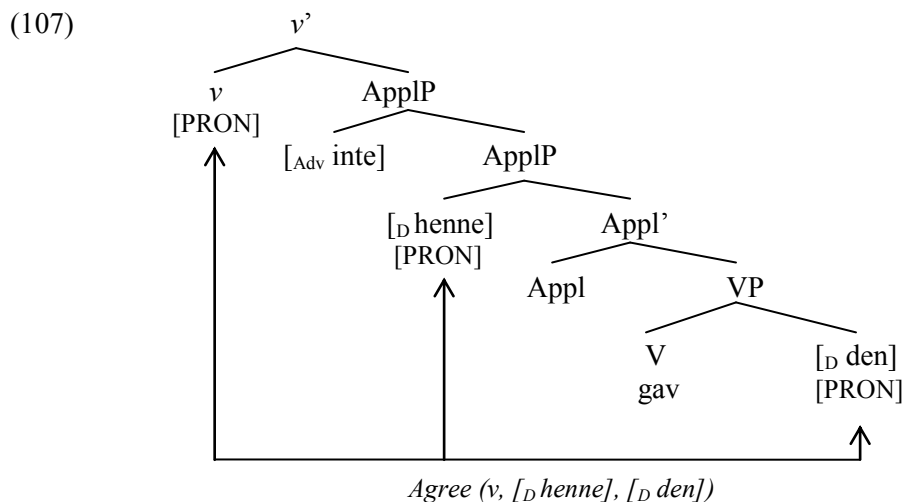 (107) v’
v ApplP
[PRON]
[Adv inte] ApplP
[D henne] Appl’
[PRON]
Appl VP
V [D den]
gav [PRON]
Agree (v, [D henne], [D den])